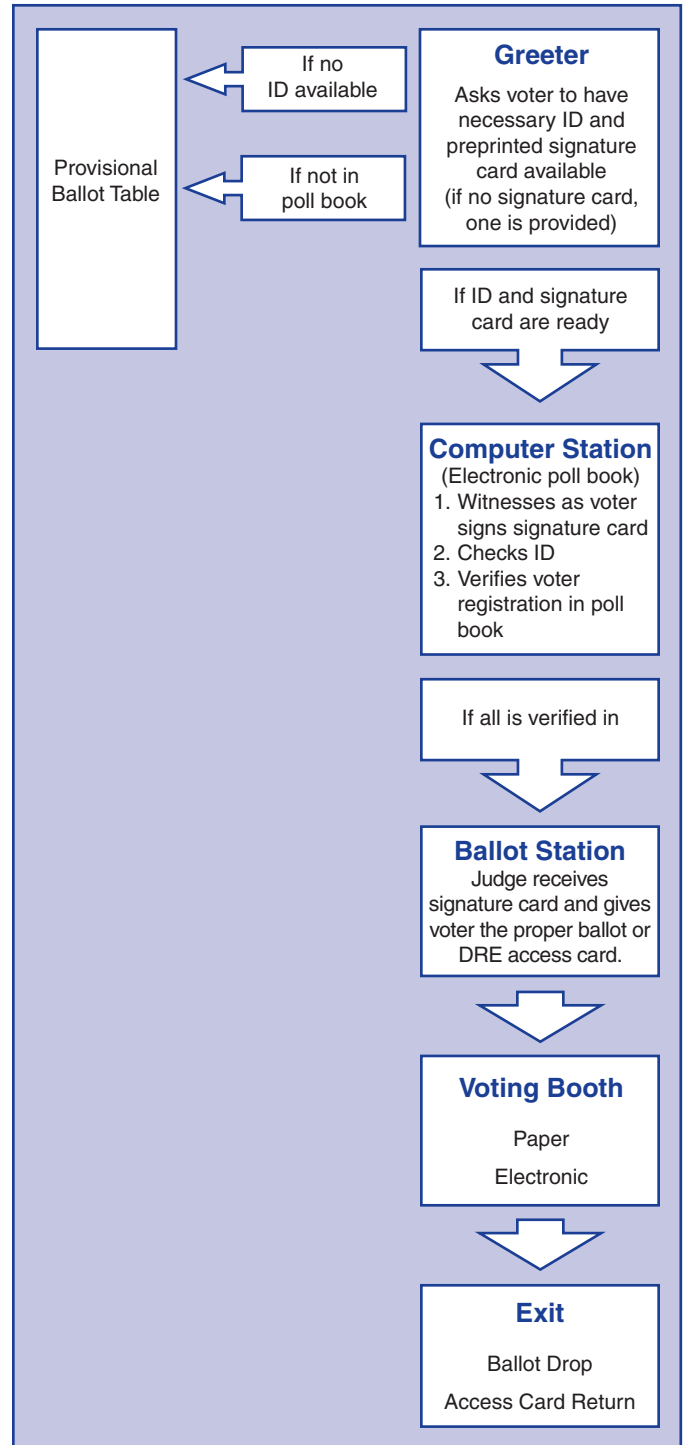 Greeter
Asks voter to have
necessary ID and
preprinted signature
card available
(if no signature card,
one is provided)
If no
ID available
If not in
poll book
Provisional
Ballot Table
If ID and signature
card are ready
Computer Station
(Electronic poll book)
1. Witnesses as voter
signs signature card
2. Checks ID
3. Verifies voter
registration in poll
book
If all is verified in
Ballot Station
Judge receives
signature card and gives
voter the proper ballot or
DRE access card.
Voting Booth
Paper
Electronic
Exit
Ballot Drop
Access Card Return